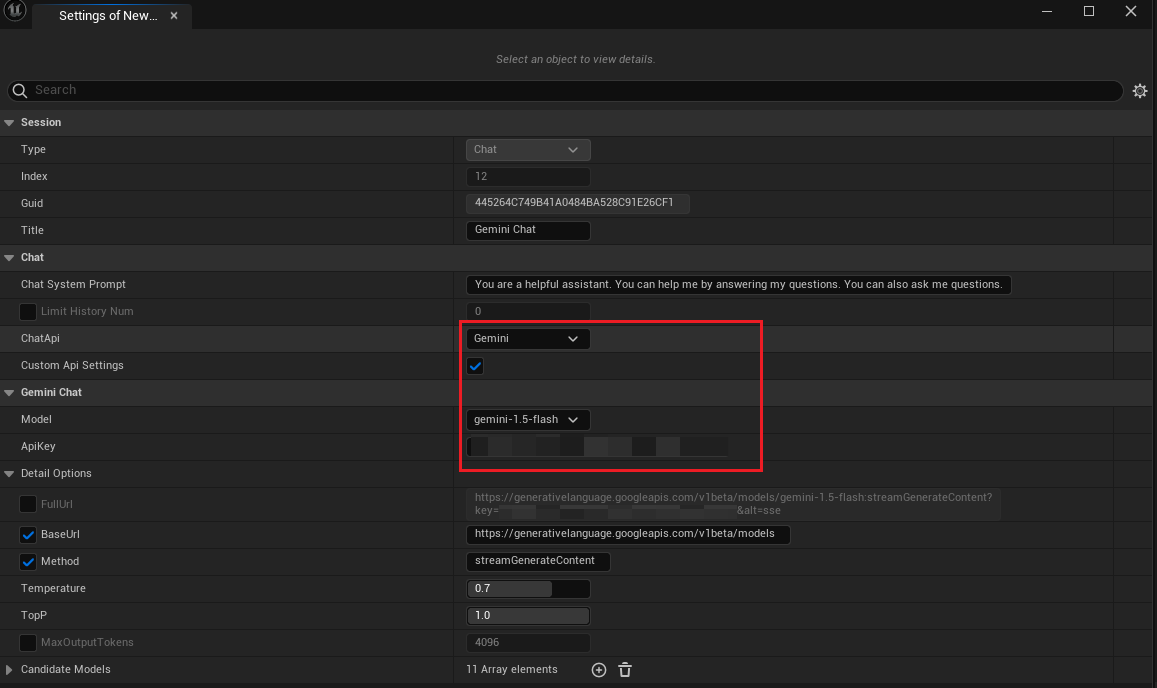 Settings of New...
Select an object to view details.
Search
Session
Type Chat
Index 12
Guid 445264C749B41A0484BA528C91E26CF1
Title Gemini Chat
Chat
Chat System Prompt You are a helpful assistant. You can help me by answering my questions. You can also ask me questions.
Limit History Num 0
ChatApi Gemini
Custom Api Settings
Gemini Chat
Model gemini-1.5-flash
ApiKey
Detail Options
FullUrl https://generativelanguage.googleapis.com/v1beta/models/gemini-1.5-flash:streamGenerateContent?
key= &alt=sse
BaseUrl https://generativelanguage.googleapis.com/v1beta/models
Method streamGenerateContent
Temperature 0.7
TopP 1.0
MaxOutputTokens 4096
Candidate Models 11 Array elements